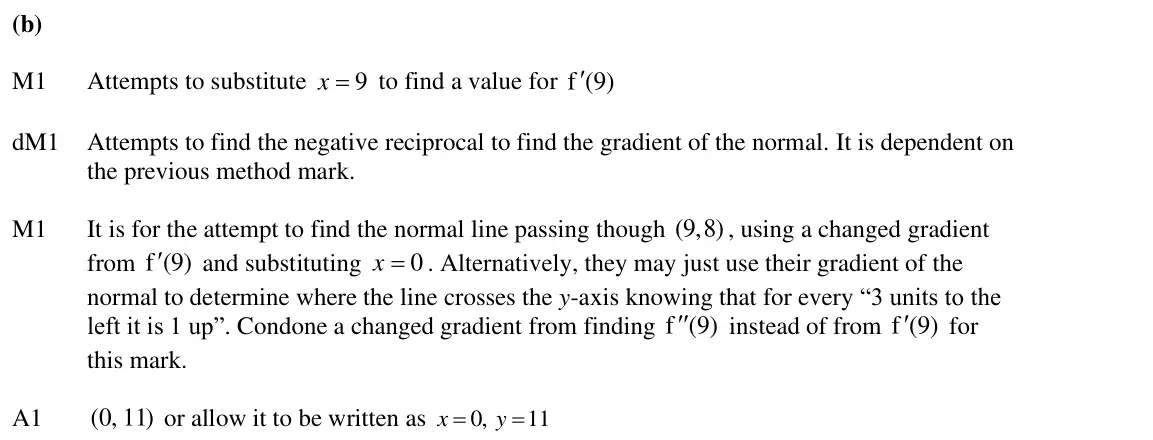 (b)
M1 Attempts to substitute x = 9 to find a value for f′(9)
dM1 Attempts to find the negative reciprocal to find the gradient of the normal. It is dependent on
the previous method mark.
M1 It is for the attempt to find the normal line passing though (9,8), using a changed gradient
from f′(9) and substituting x = 0. Alternatively, they may just use their gradient of the
normal to determine where the line crosses the y-axis knowing that for every “3 units to the
left it is 1 up”. Condone a changed gradient from finding f″(9) instead of from f′(9) for
this mark.
A1 (0, 11) or allow it to be written as x = 0, y = 11